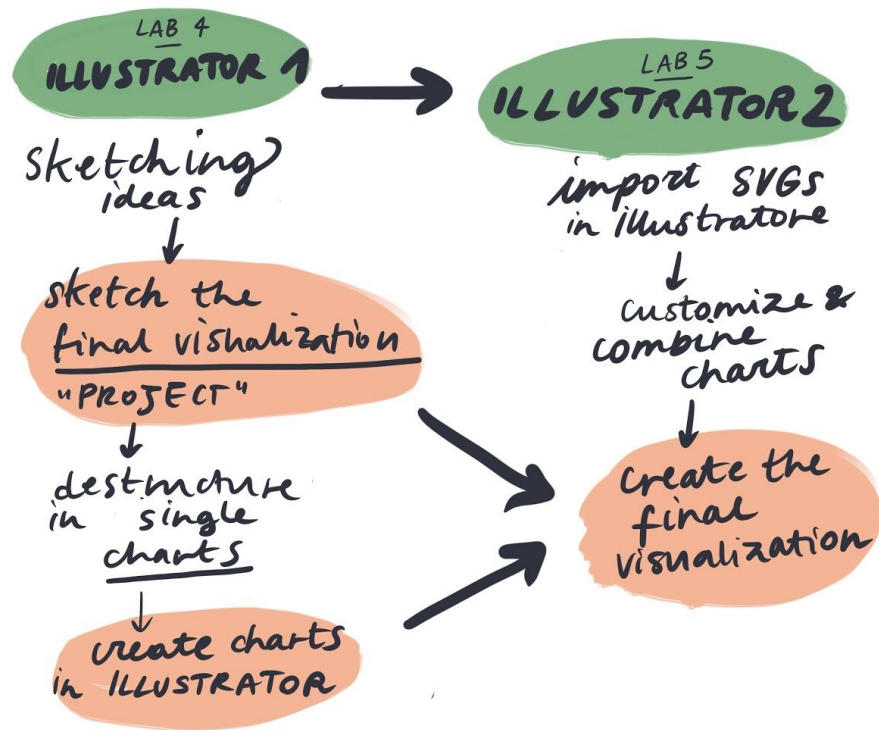 LAB 4
ILLUSTRATOR 1
sketching
ideas
sketch the
final visualization
"PROJECT"
destructure
in single
charts
create charts
in ILLUSTRATOR
LAB 5
ILLUSTRATOR 2
import SVGs
in illustratore
customize &
combine
charts
create the
final
visualization